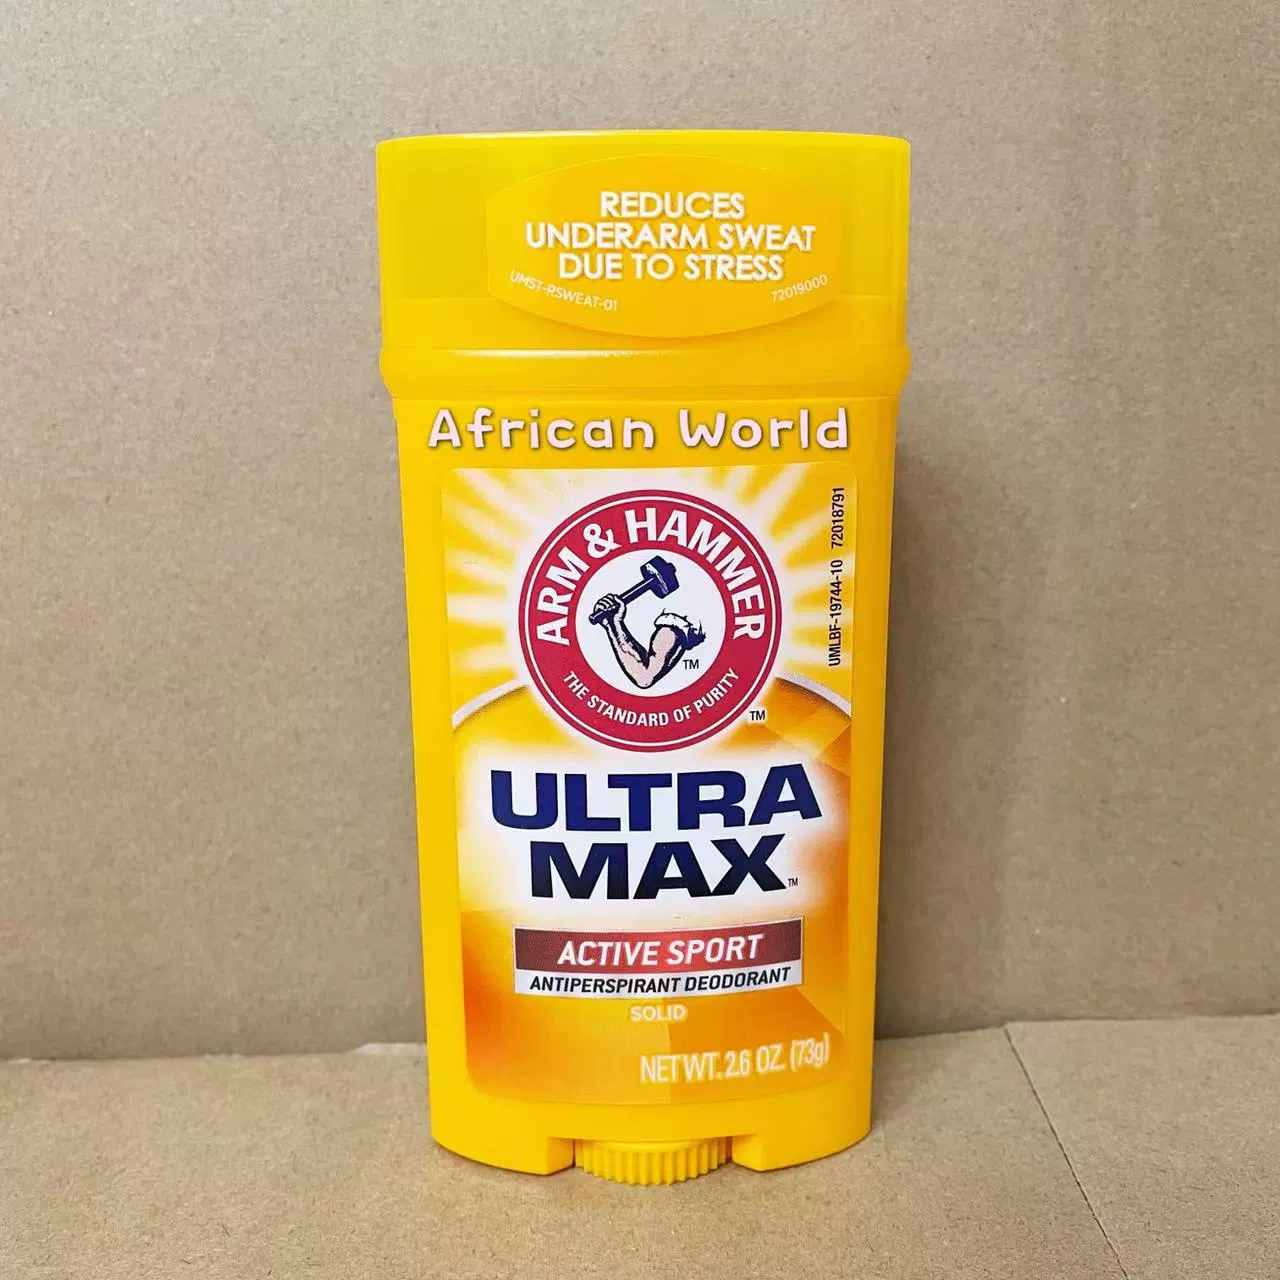 REDUCES
UNDERARM SWEAT
DUE TO STRESS
UMST-RSWEAT-01
72019000
African World
ARM & HAMMER
TM
THE STANDARD OF PURITY
TM
UMLBF-19744-10 72018791
ULTRA
MAX TM
ACTIVE SPORT
ANTIPERSPIRANT DEODORANT
SOLID
NET WT. 2.6 OZ. (73g)